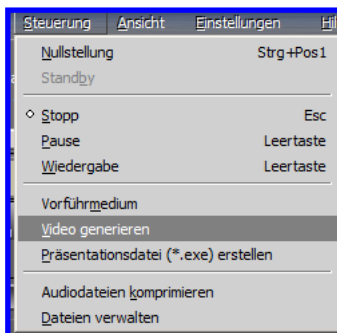 Steuerung Ansicht Einstellungen
Nullstellung Strg+Pos1
Standby
Stopp Esc
Pause Leertaste
Wiedergabe Leertaste
Vorführmedium
Video generieren
Präsentationsdatei (*.exe) erstellen
Audiodateien komprimieren
Dateien verwalten